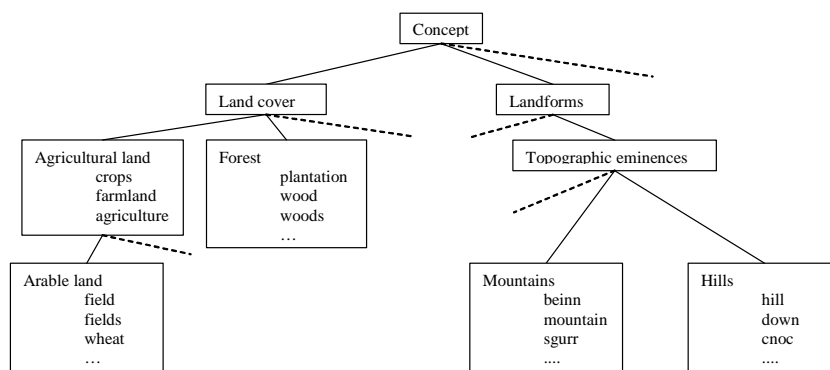 Concept
Land cover
Landforms
Agricultural land
crops
farmland
agriculture
Forest
plantation
wood
woods
…
Topographic eminences
Arable land
field
fields
wheat
…
Mountains
beinn
mountain
sgurr
....
Hills
hill
down
cnoc
....